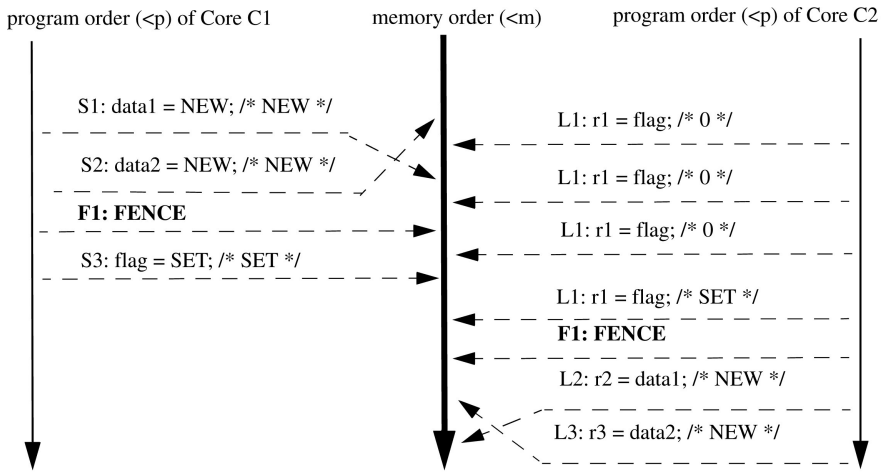 program order (<p) of Core C1
memory order (<m)
program order (<p) of Core C2
S1: data1 = NEW; /* NEW */
S2: data2 = NEW; /* NEW */
F1: FENCE
S3: flag = SET; /* SET */
L1: r1 = flag; /* 0 */
L1: r1 = flag; /* 0 */
L1: r1 = flag; /* 0 */
L1: r1 = flag; /* SET */
F1: FENCE
L2: r2 = data1; /* NEW */
L3: r3 = data2; /* NEW */